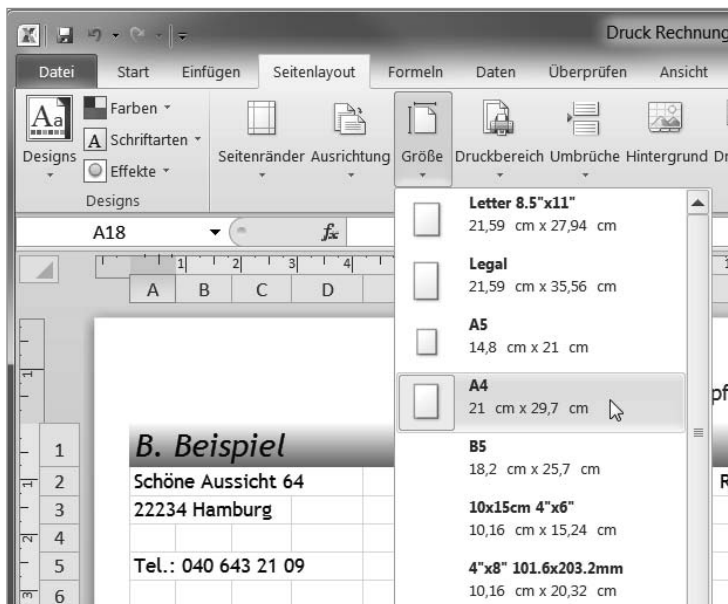 Druck Rechnung
Datei Start Einfügen Seitenlayout Formeln Daten Überprüfen Ansicht
Aa Farben
A Schriftarten
Designs Effekte Seitenränder Ausrichtung Größe Druckbereich Umbrüche Hintergrund
Designs
A18 fx
1 2 3 4
A B C D
Letter 8.5"x11"
21,59 cm x 27,94 cm
Legal
21,59 cm x 35,56 cm
A5
14,8 cm x 21 cm
A4
21 cm x 29,7 cm
B5
18,2 cm x 25,7 cm
10x15cm 4"x6"
10,16 cm x 15,24 cm
4"x8" 101.6x203.2mm
10,16 cm x 20,32 cm
1 B. Beispiel
2 Schöne Aussicht 64
3 22234 Hamburg
4
5 Tel.: 040 643 21 09
6